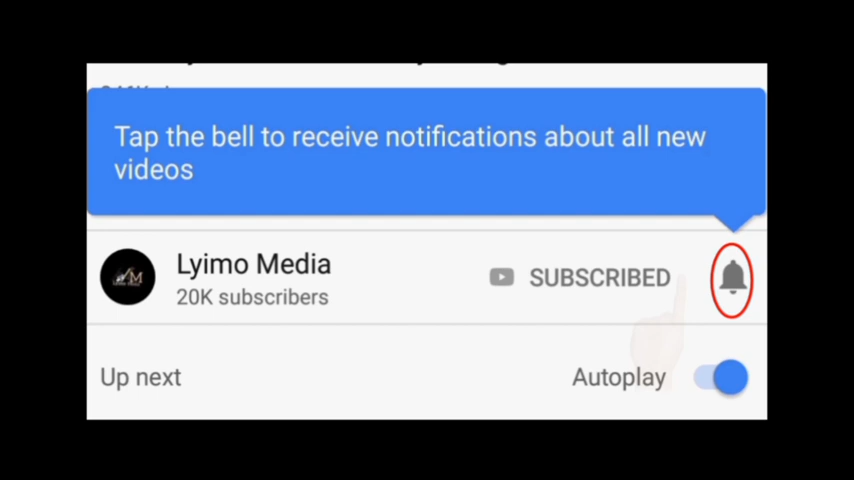 Tap the bell to receive notifications about all new
videos
Lyimo Media
20K subscribers
SUBSCRIBED
Up next
Autoplay